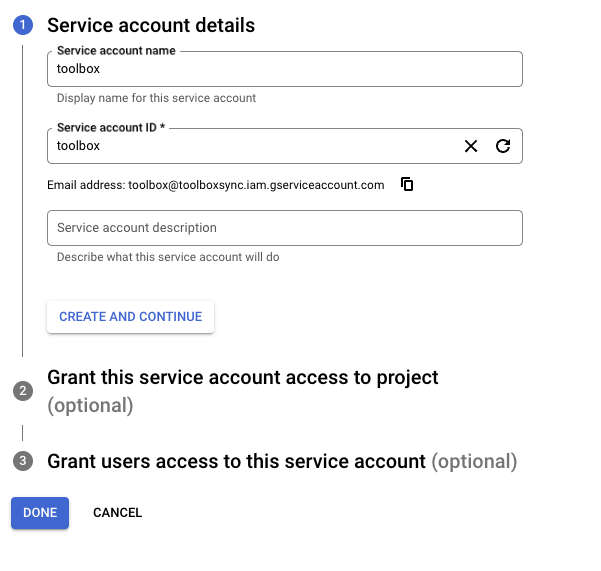 1 Service account details
Service account name
toolbox
Display name for this service account
Service account ID *
toolbox
Email address: toolbox@toolboxsync.iam.gserviceaccount.com
Service account description
Describe what this service account will do
CREATE AND CONTINUE
2 Grant this service account access to project
(optional)
3 Grant users access to this service account (optional)
DONE CANCEL